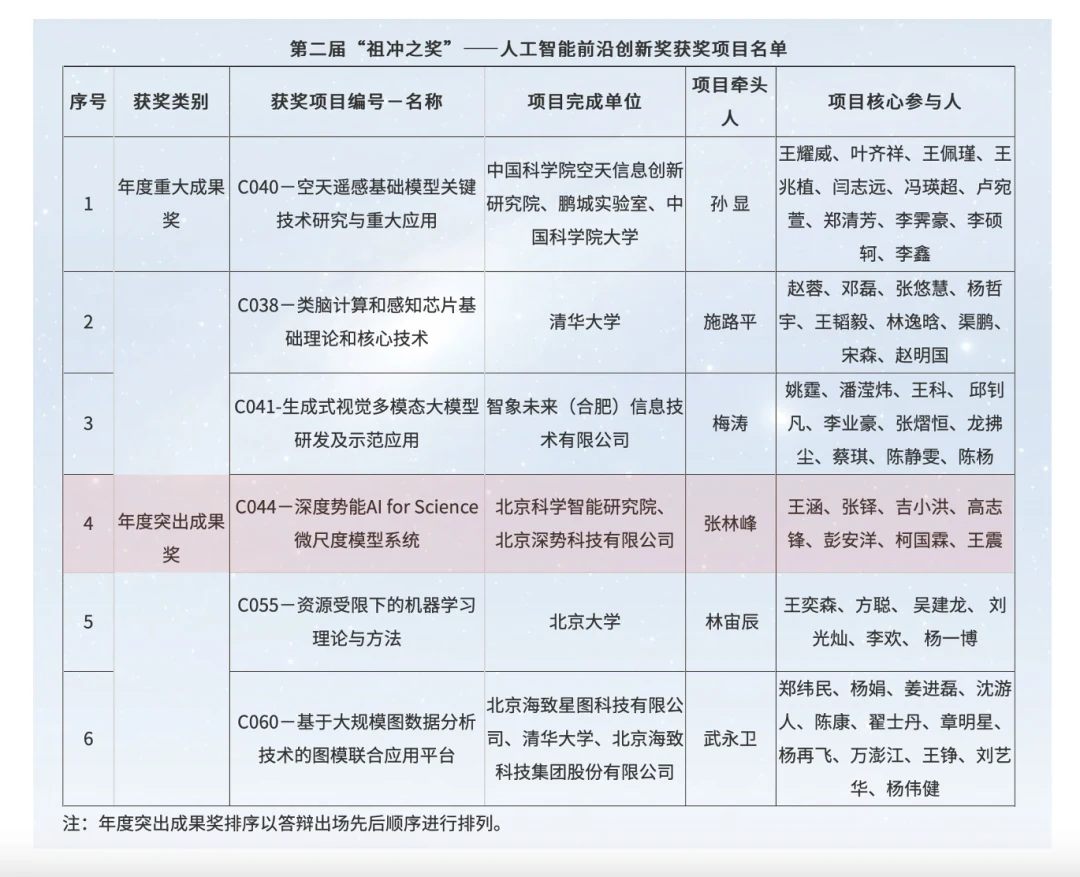 第二届“祖冲之奖”——人工智能前沿创新奖获奖项目名单
序号
获奖类别
获奖项目编号－名称
项目完成单位
项目牵头
人
项目核心参与人
1
年度重大成果
奖
C040－空天遥感基础模型关键
技术研究与重大应用
中国科学院空天信息创新
研究院、鹏城实验室、中
国科学院大学
孙 显
王耀威、叶齐祥、王佩瑾、王
兆植、闫志远、冯瑛超、卢宛
萱、郑清芳、李霁豪、李硕
轲、李鑫
2
C038－类脑计算和感知芯片基
础理论和核心技术
清华大学
施路平
赵蓉、邓磊、张悠慧、杨哲
宇、王韬毅、林逸晗、渠鹏、
宋森、赵明国
3
C041-生成式视觉多模态大模型
研发及示范应用
智象未来（合肥）信息技
术有限公司
梅涛
姚霆、潘滢炜、王科、 邱钊
凡、李业豪、张熠恒、龙拂
尘、蔡琪、陈静雯、陈杨
4
年度突出成果
奖
C044－深度势能AI for Science
微尺度模型系统
北京科学智能研究院、
北京深势科技有限公司
张林峰
王涵、张铎、吉小洪、高志
锋、彭安洋、柯国霖、王震
5
C055－资源受限下的机器学习
理论与方法
北京大学
林宙辰
王奕森、方聪、 吴建龙、 刘
光灿、李欢、 杨一博
6
C060－基于大规模图数据分析
技术的图模联合应用平台
北京海致星图科技有限公
司、清华大学、北京海致
科技集团股份有限公司
武永卫
郑纬民、杨娟、姜进磊、沈游
人、陈康、翟士丹、章明星、
杨再飞、万澎江、王铮、刘艺
华、杨伟健
注：年度突出成果奖排序以答辩出场先后顺序进行排列。